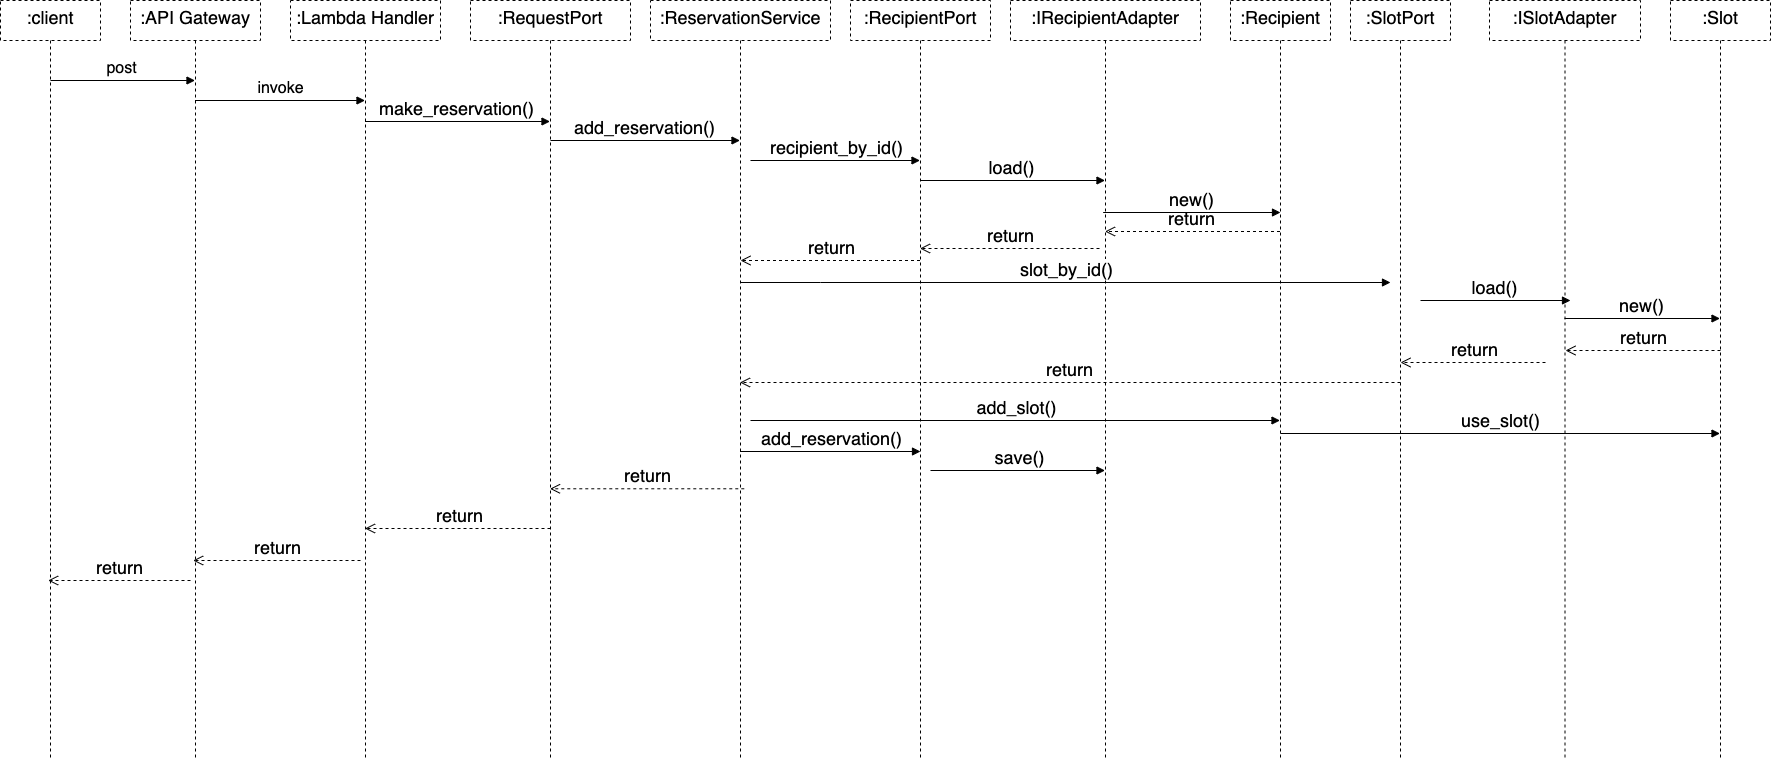 :client
:API Gateway
:Lambda Handler
:RequestPort
:ReservationService
:RecipientPort
:IRecipientAdapter
:Recipient
:SlotPort
:ISlotAdapter
:Slot
post
invoke
make_reservation()
add_reservation()
recipient_by_id()
load()
new()
return
return
return
slot_by_id()
load()
new()
return
return
return
add_slot()
use_slot()
add_reservation()
save()
return
return
return
return